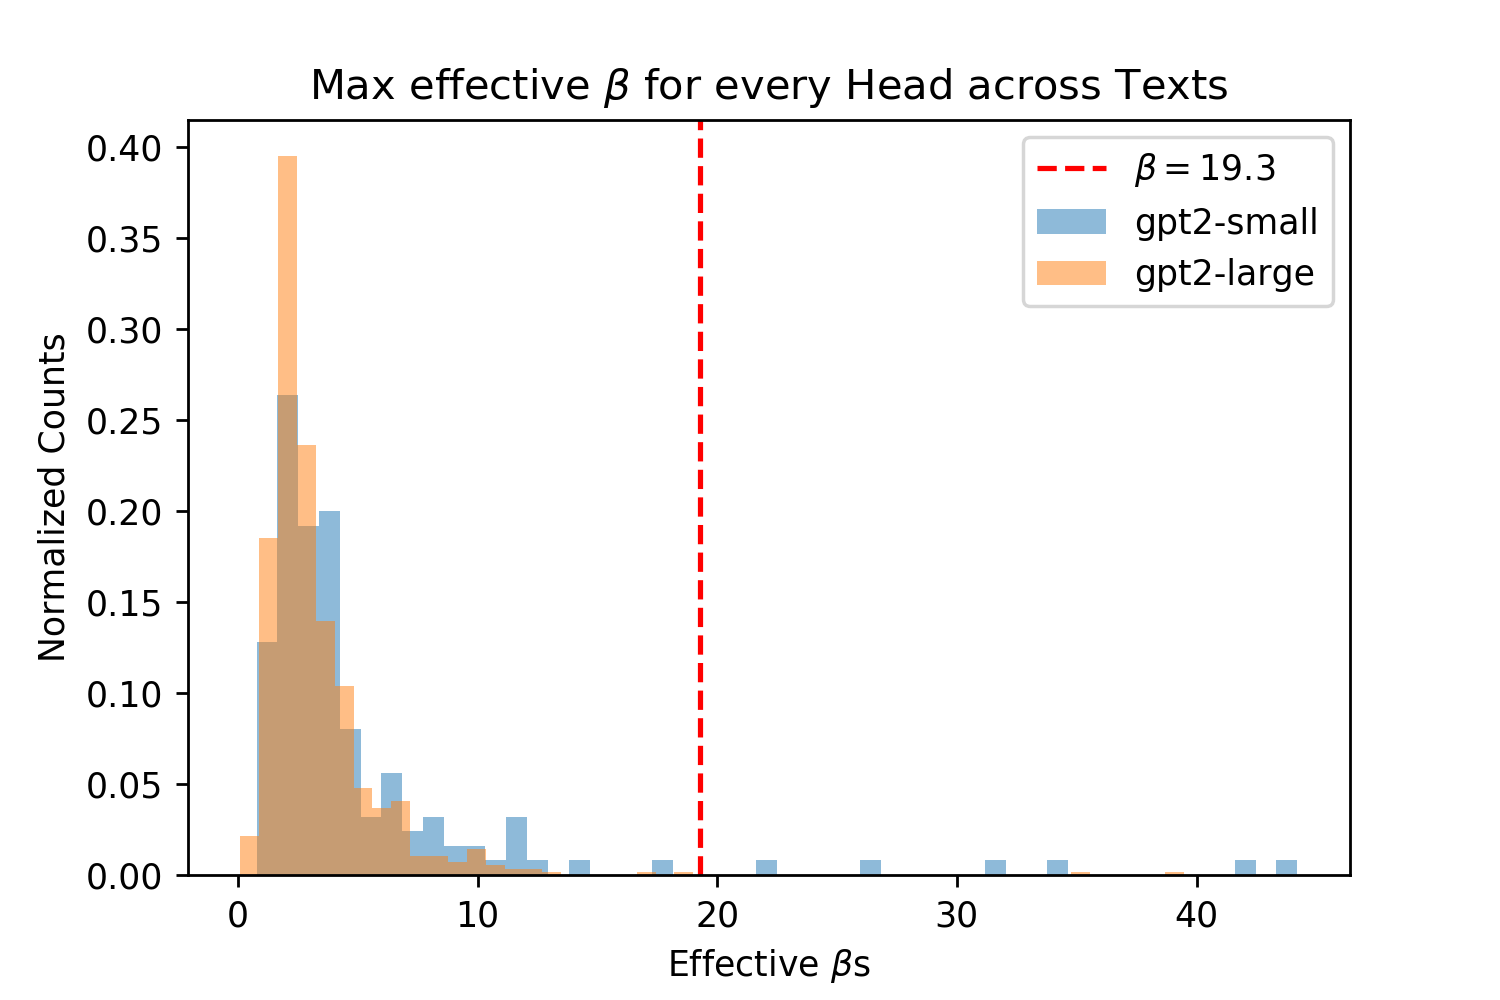 Max effective β for every Head across Texts
β = 19.3
gpt2-small
gpt2-large
Normalized Counts
0.40
0.35
0.30
0.25
0.20
0.15
0.10
0.05
0.00
0 10 20 30 40
Effective βs